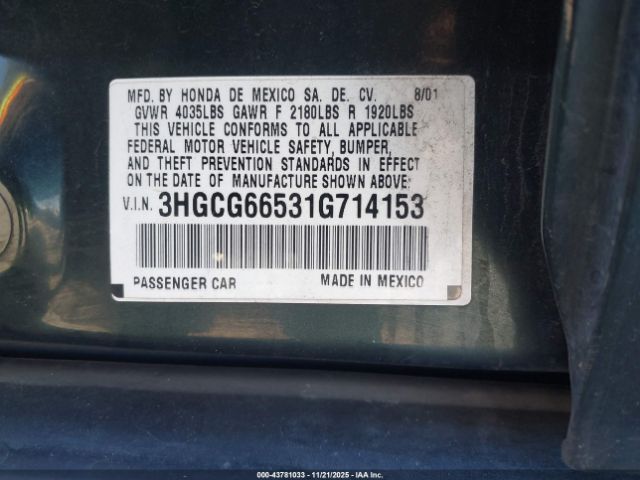 MFD. BY HONDA DE MEXICO SA. DE. CV. 8/01
GVWR 4035LBS GAWR F 2180LBS R 1920LBS
THIS VEHICLE CONFORMS TO ALL APPLICABLE
FEDERAL MOTOR VEHICLE SAFETY, BUMPER,
AND THEFT PREVENTION STANDARDS IN EFFECT
ON THE DATE OF MANUFACTURE SHOWN ABOVE.
V.I.N. 3HGCG66531G714153
PASSENGER CAR MADE IN MEXICO
000-43781033 - 11/21/2025 - Copyright © IAA, Inc.